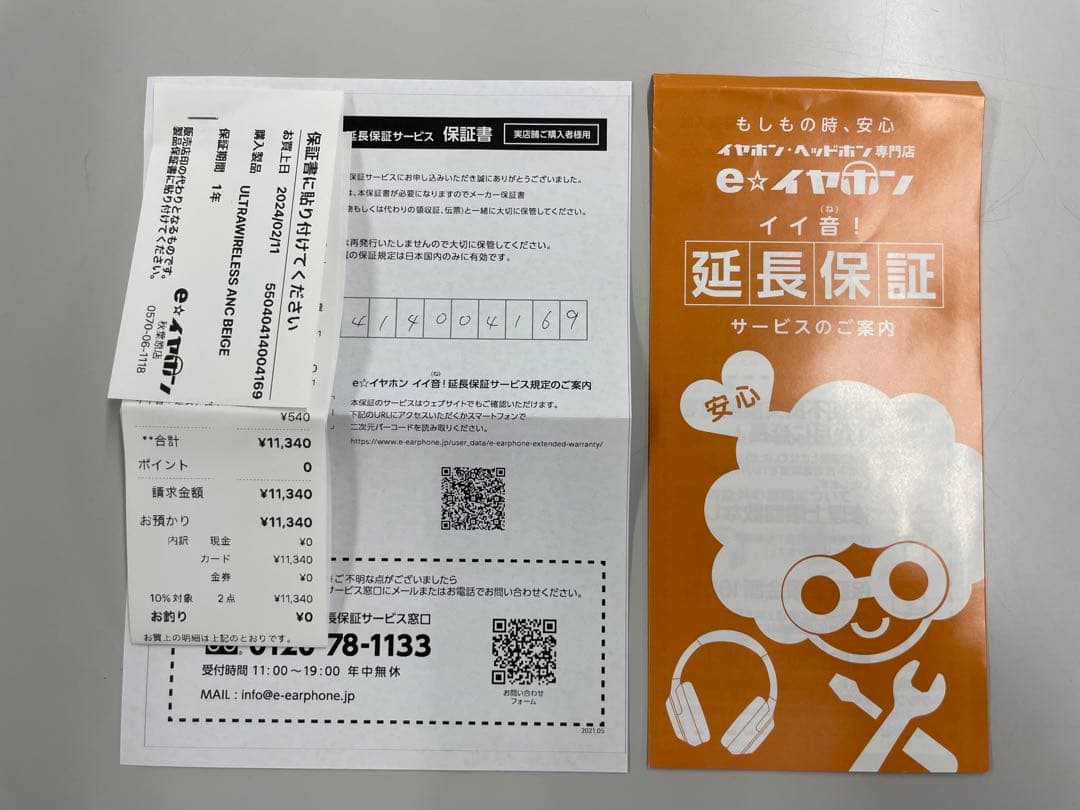 保証書に貼り付けてください
お買上日 2024/02/11
55040414004169
購入製品 ULTRAWIRELESS ANC BEIGE
保証期間 1年
販売店印の代わりとなるものです。
製品保証書に貼り付けてください。
e☆イヤホン
秋葉原店
0570-06-1118
¥540
**合計 ¥11,340
ポイント 0
請求金額 ¥11,340
お預かり ¥11,340
内訳 現金 ¥0
カード ¥11,340
金券 ¥0
10%対象 2点 ¥11,340
お釣り ¥0
お買上の明細は上記のとおりです。
延長保証サービス 保証書 実店舗ご購入者様用
保証サービスにお申し込みいただき誠にありがとうございました。
は、本保証書が必要になりますのでメーカー保証書
もしくは代わりの領収証、伝票)と一緒に大切に保管してください。
は再発行いたしませんので大切に保管してください。
の保証規定は日本国内のみに有効です。
4 1 4 0 0 4 1 6 9
(ね)
e☆イヤホン イイ音!延長保証サービス規定のご案内
本保証のサービスはウェブサイトでもご確認いただけます。
下記のURLにアクセスいただくかスマートフォンで
二次元バーコードを読み取りください。
https://www.e-earphone.jp/user_data/e-earphone-extended-warranty/
ご不明な点がございましたら
サービス窓口にメールまたはお電話でお問い合わせください。
長保証サービス窓口
78-1133
受付時間 11:00~19:00 年中無休
MAIL : info@e-earphone.jp
お問い合わせ
フォーム
2021.05
もしもの時、安心
イヤホン・ヘッドホン専門店
e☆イヤホン
(ね)
イイ音!
延長保証
サービスのご案内
安心